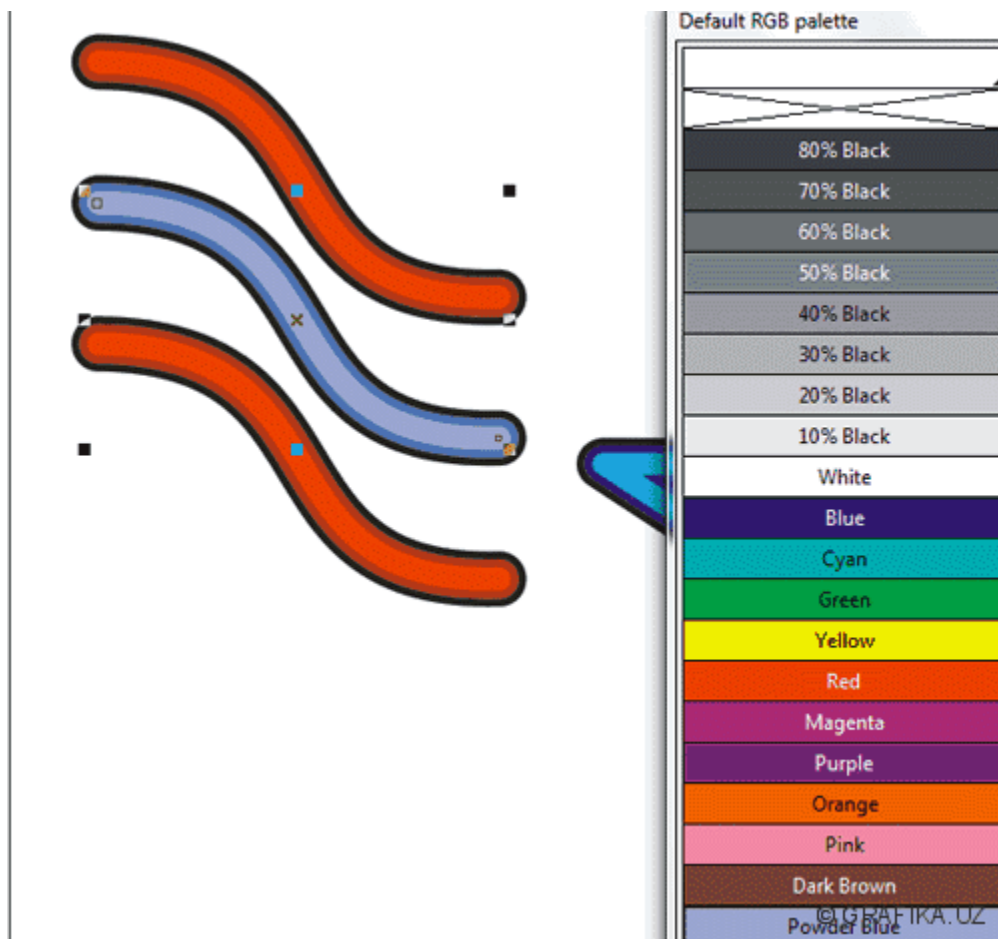 Default RGB palette
80% Black
70% Black
60% Black
50% Black
40% Black
30% Black
20% Black
10% Black
White
Blue
Cyan
Green
Yellow
Red
Magenta
Purple
Orange
Pink
Dark Brown
Powder Blue
© GRAFIKA.UZ